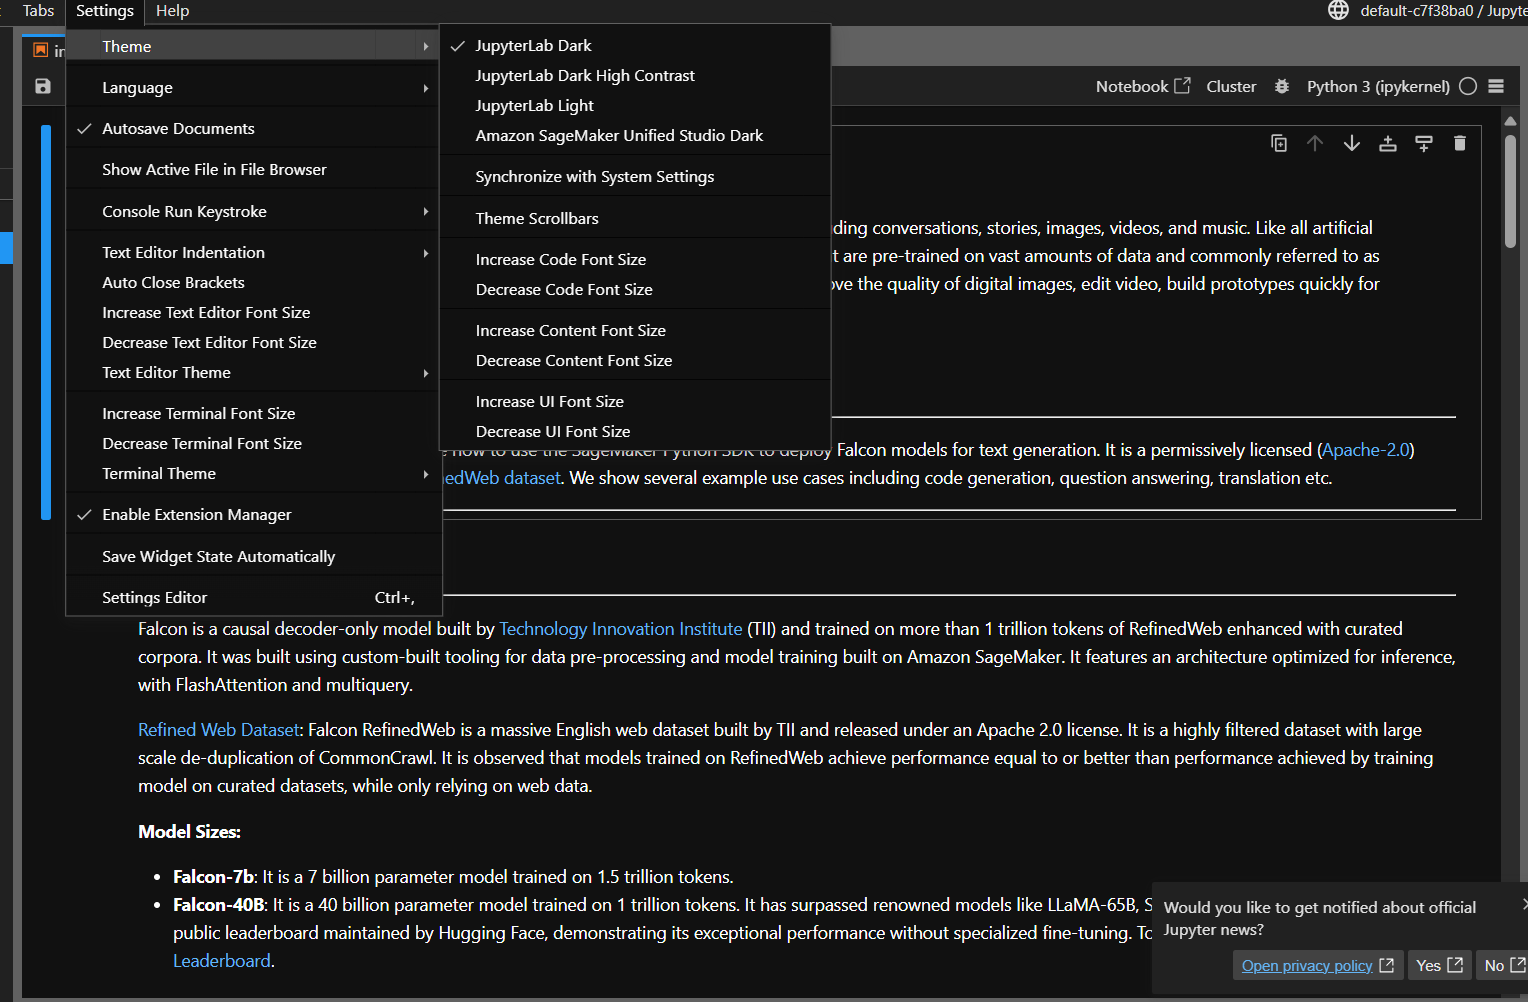 Tabs Settings Help
default-c7f38ba0 / Jupyte
in
Theme
Language
Autosave Documents
Show Active File in File Browser
Console Run Keystroke
Text Editor Indentation
Auto Close Brackets
Increase Text Editor Font Size
Decrease Text Editor Font Size
Text Editor Theme
Increase Terminal Font Size
Decrease Terminal Font Size
Terminal Theme
Enable Extension Manager
Save Widget State Automatically
Settings Editor Ctrl+,
JupyterLab Dark
JupyterLab Dark High Contrast
JupyterLab Light
Amazon SageMaker Unified Studio Dark
Synchronize with System Settings
Theme Scrollbars
Increase Code Font Size
Decrease Code Font Size
Increase Content Font Size
Decrease Content Font Size
Increase UI Font Size
Decrease UI Font Size
Notebook Cluster Python 3 (ipykernel)
ding conversations, stories, images, videos, and music. Like all artificial
t are pre-trained on vast amounts of data and commonly referred to as
ove the quality of digital images, edit video, build prototypes quickly for
how to use the SageMaker Python SDK to deploy Falcon models for text generation. It is a permissively licensed (Apache-2.0)
nedWeb dataset. We show several example use cases including code generation, question answering, translation etc.
Falcon is a causal decoder-only model built by Technology Innovation Institute (TII) and trained on more than 1 trillion tokens of RefinedWeb enhanced with curated
corpora. It was built using custom-built tooling for data pre-processing and model training built on Amazon SageMaker. It features an architecture optimized for inference,
with FlashAttention and multiquery.
Refined Web Dataset: Falcon RefinedWeb is a massive English web dataset built by TII and released under an Apache 2.0 license. It is a highly filtered dataset with large
scale de-duplication of CommonCrawl. It is observed that models trained on RefinedWeb achieve performance equal to or better than performance achieved by training
model on curated datasets, while only relying on web data.
Model Sizes:
• Falcon-7b: It is a 7 billion parameter model trained on 1.5 trillion tokens.
• Falcon-40B: It is a 40 billion parameter model trained on 1 trillion tokens. It has surpassed renowned models like LLaMA-65B, S
public leaderboard maintained by Hugging Face, demonstrating its exceptional performance without specialized fine-tuning. To
Leaderboard.
Would you like to get notified about official
Jupyter news?
Open privacy policy Yes No